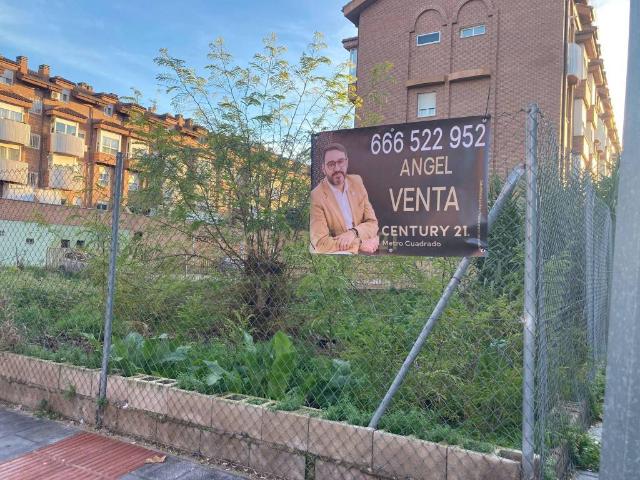 666 522 952
ANGEL
VENTA
CENTURY 21.
Metro Cuadrado